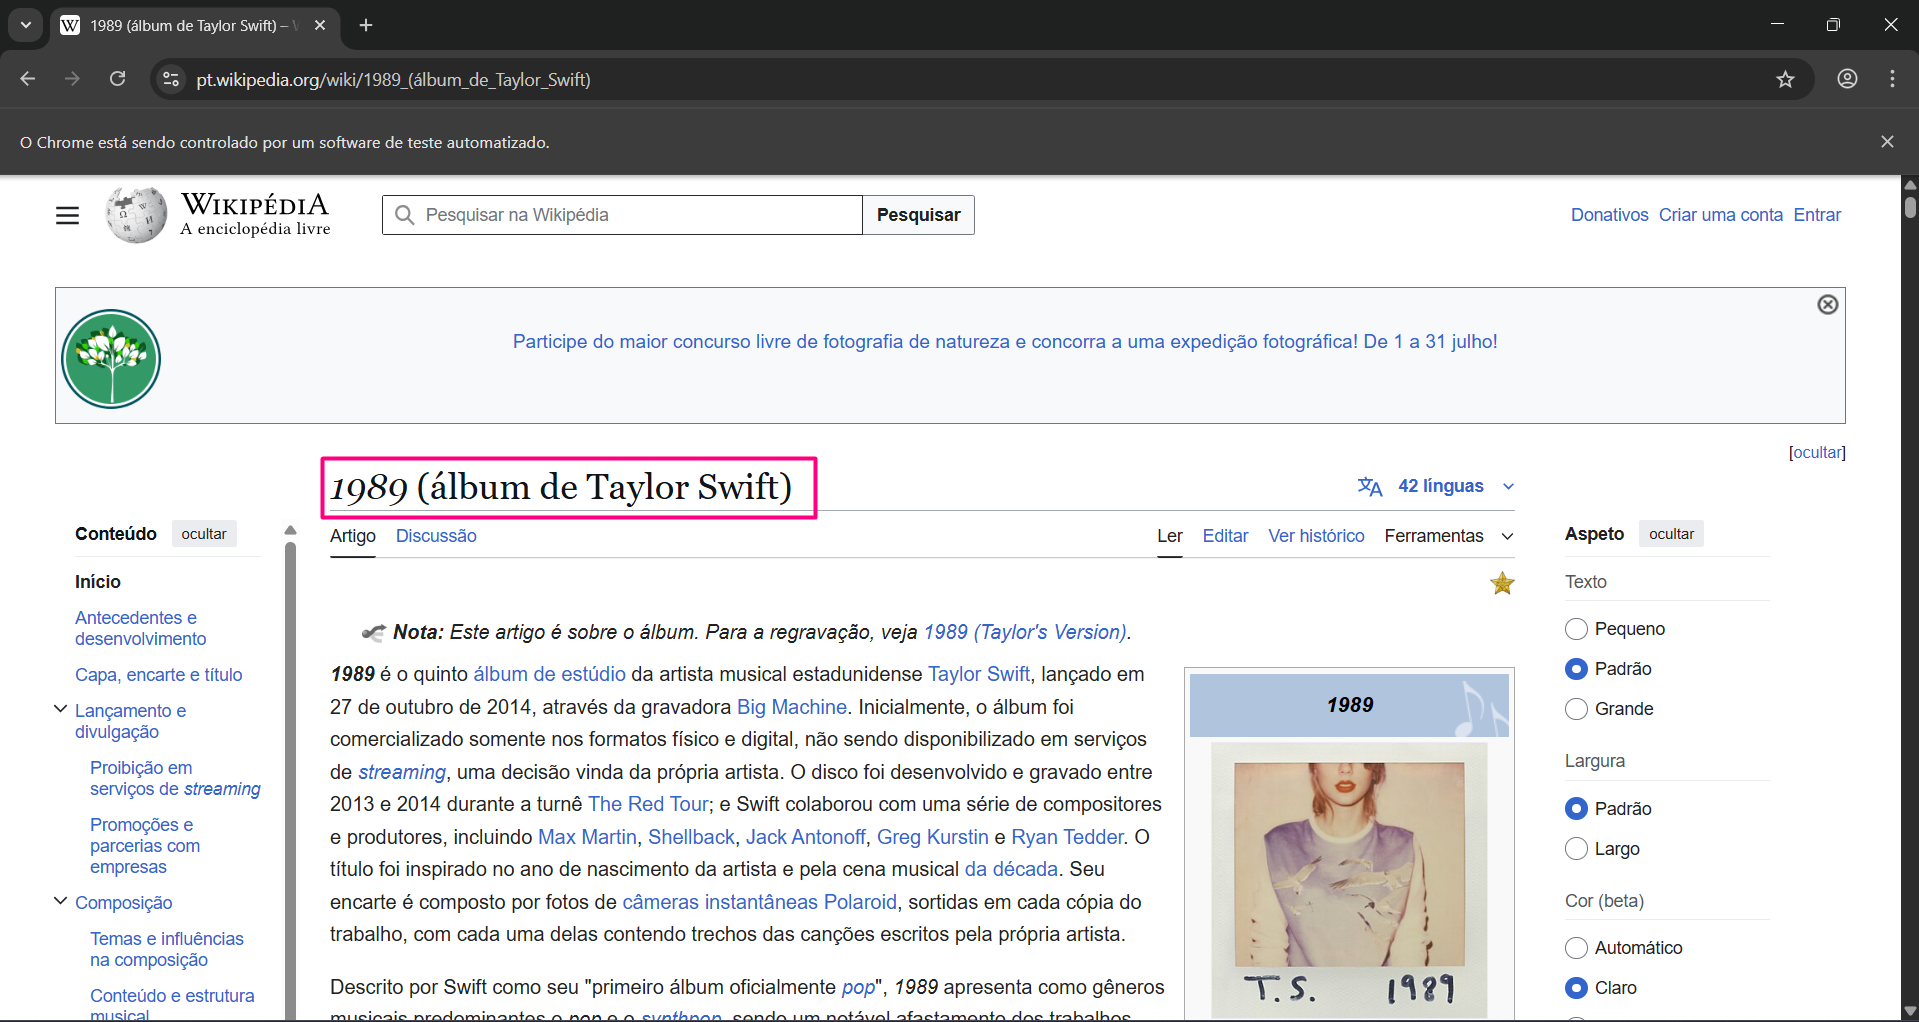 1989 (álbum de Taylor Swift) – W
pt.wikipedia.org/wiki/1989_(álbum_de_Taylor_Swift)
O Chrome está sendo controlado por um software de teste automatizado.
WIKIPÉDIA
A enciclopédia livre
Pesquisar na Wikipédia
Pesquisar
Donativos Criar uma conta Entrar
Participe do maior concurso livre de fotografia de natureza e concorra a uma expedição fotográfica! De 1 a 31 julho!
[ocultar]
1989 (álbum de Taylor Swift)
42 línguas
Artigo Discussão
Ler Editar Ver histórico Ferramentas
Conteúdo ocultar
Início
Antecedentes e
desenvolvimento
Capa, encarte e título
Lançamento e
divulgação
Proibição em
serviços de streaming
Promoções e
parcerias com
empresas
Composição
Temas e influências
na composição
Conteúdo e estrutura
musical
Nota: Este artigo é sobre o álbum. Para a regravação, veja 1989 (Taylor's Version).
1989 é o quinto álbum de estúdio da artista musical estadunidense Taylor Swift, lançado em
27 de outubro de 2014, através da gravadora Big Machine. Inicialmente, o álbum foi
comercializado somente nos formatos físico e digital, não sendo disponibilizado em serviços
de streaming, uma decisão vinda da própria artista. O disco foi desenvolvido e gravado entre
2013 e 2014 durante a turnê The Red Tour; e Swift colaborou com uma série de compositores
e produtores, incluindo Max Martin, Shellback, Jack Antonoff, Greg Kurstin e Ryan Tedder. O
título foi inspirado no ano de nascimento da artista e pela cena musical da década. Seu
encarte é composto por fotos de câmeras instantâneas Polaroid, sortidas em cada cópia do
trabalho, com cada uma delas contendo trechos das canções escritos pela própria artista.
Descrito por Swift como seu "primeiro álbum oficialmente pop", 1989 apresenta como gêneros
musicais predominantes o pop e o synthpop, sendo um notável afastamento dos trabalhos
1989
T.S. 1989
Aspeto ocultar
Texto
Pequeno
Padrão
Grande
Largura
Padrão
Largo
Cor (beta)
Automático
Claro